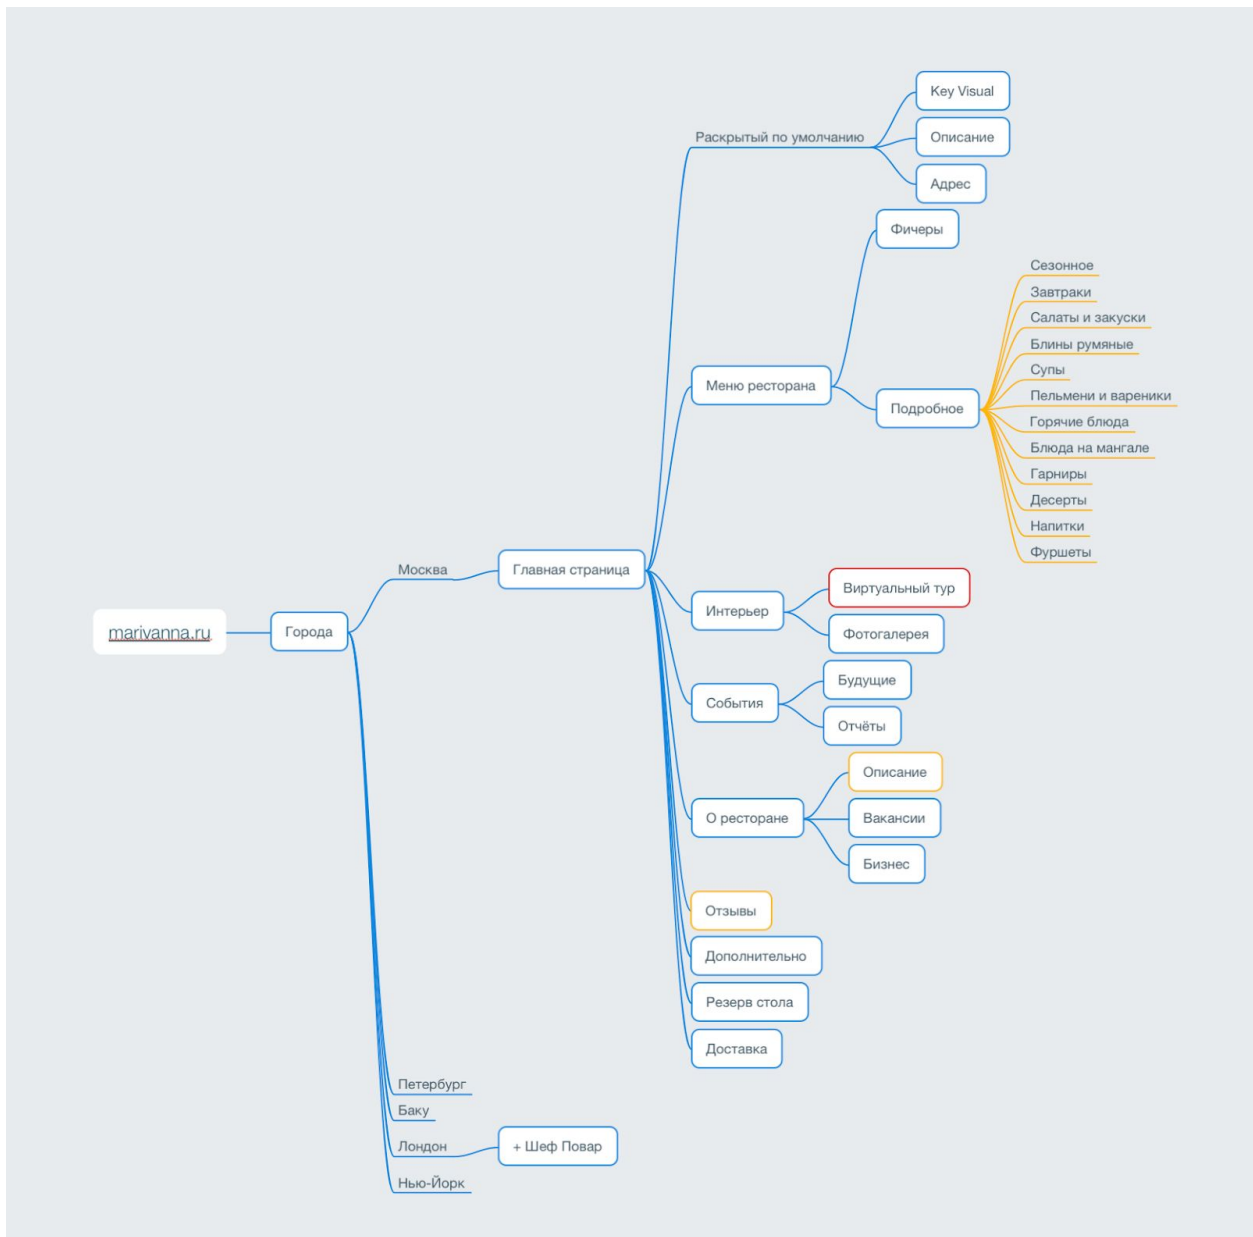 marivanna.ru
Города
Москва
Главная страница
Раскрытый по умолчанию
Key Visual
Описание
Адрес
Меню ресторана
Фичеры
Подробное
Сезонное
Завтраки
Салаты и закуски
Блины румяные
Супы
Пельмени и вареники
Горячие блюда
Блюда на мангале
Гарниры
Десерты
Напитки
Фуршеты
Интерьер
Виртуальный тур
Фотогалерея
События
Будущие
Отчёты
О ресторане
Описание
Вакансии
Бизнес
Отзывы
Дополнительно
Резерв стола
Доставка
Петербург
Баку
Лондон
+ Шеф Повар
Нью-Йорк